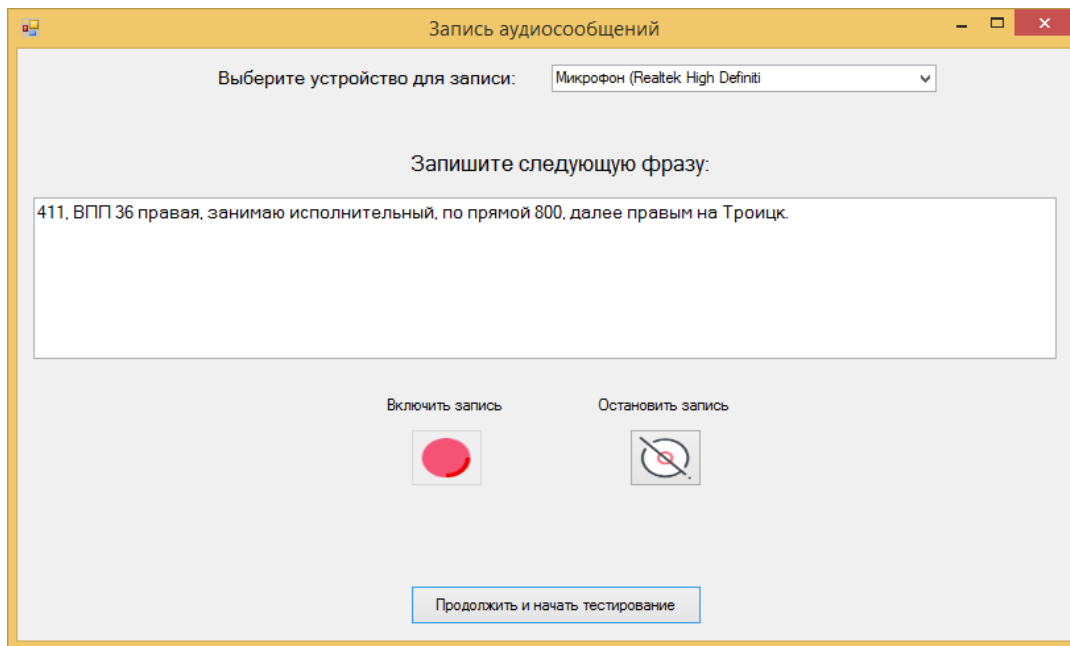 Запись аудиосообщений
Выберите устройство для записи: Микрофон (Realtek High Definiti
Запишите следующую фразу:
411, ВПП 36 правая, занимаю исполнительный, по прямой 800, далее правым на Троицк.
Включить запись Остановить запись
Продолжить и начать тестирование